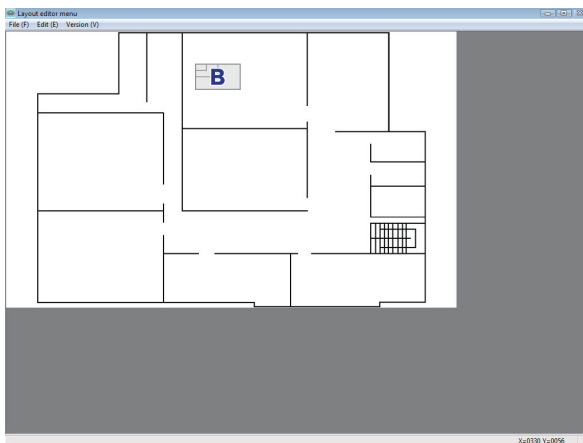 Layout editor menu
File (F) Edit (E) Version (V)
B
X=0330 Y=0056